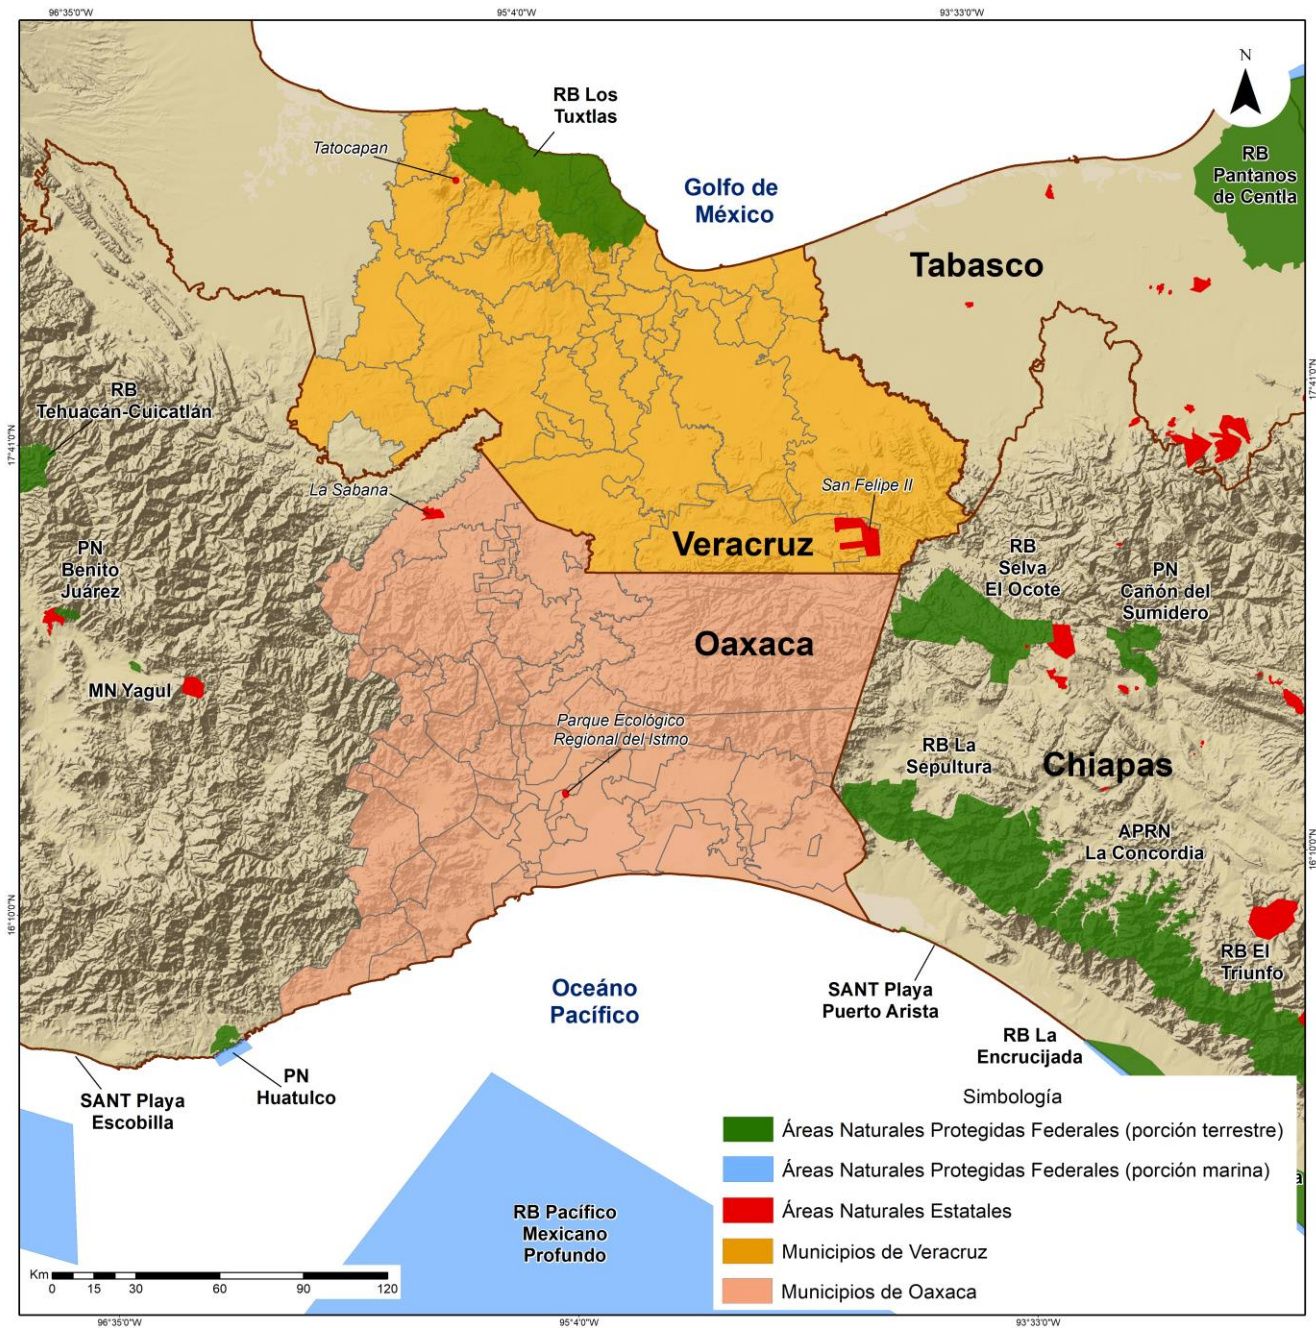 96°35'0"W
95°4'0"W
93°33'0"W
N
RB Los
Tuxtlas
Tatocapan
RB
Pantanos
de Centla
Golfo de
México
Tabasco
17°41'0"N
17°41'0"N
RB
Tehuacán-Cuicatlán
La Sabana
San Felipe II
Veracruz
PN
Benito
Juárez
RB
Selva
El Ocote
PN
Cañón del
Sumidero
Oaxaca
MN Yagul
Parque Ecológico
Regional del Istmo
RB La
Sepultura
Chiapas
APRN
La Concordia
16°10'0"N
16°10'0"N
RB El
Triunfo
Oceáno
Pacífico
SANT Playa
Puerto Arista
RB La
Encrucijada
PN
Huatulco
SANT Playa
Escobilla
RB Pacífico
Mexicano
Profundo
Simbología
Áreas Naturales Protegidas Federales (porción terrestre)
Áreas Naturales Protegidas Federales (porción marina)
Áreas Naturales Estatales
Municipios de Veracruz
Municipios de Oaxaca
a
Km
0 15 30 60 90 120
96°35'0"W
95°4'0"W
93°33'0"W